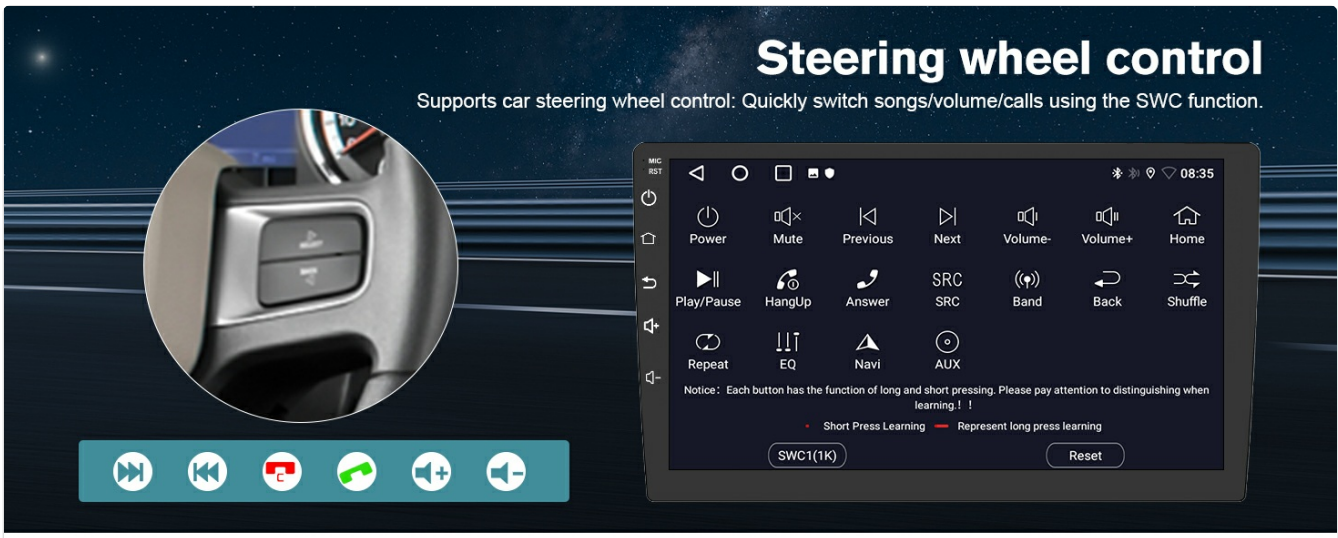 Steering wheel control
Supports car steering wheel control: Quickly switch songs/volume/calls using the SWC function.
MIC
RST
08:35
Power Mute Previous Next Volume- Volume+ Home
SRC
Play/Pause HangUp Answer SRC Band Back Shuffle
Repeat EQ Navi AUX
Notice: Each button has the function of long and short pressing. Please pay attention to distinguishing when
learning.! !
Short Press Learning Represent long press learning
SWC1(1K) Reset
SELECT
BACK
C